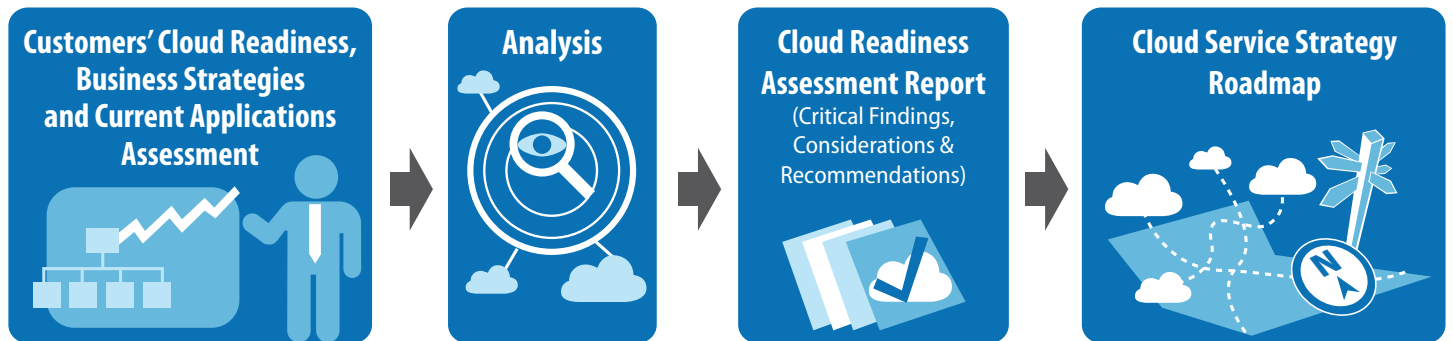 Customers’ Cloud Readiness,
Business Strategies
and Current Applications
Assessment
Analysis
Cloud Readiness
Assessment Report
(Critical Findings,
Considerations &
Recommendations)
Cloud Service Strategy
Roadmap
N